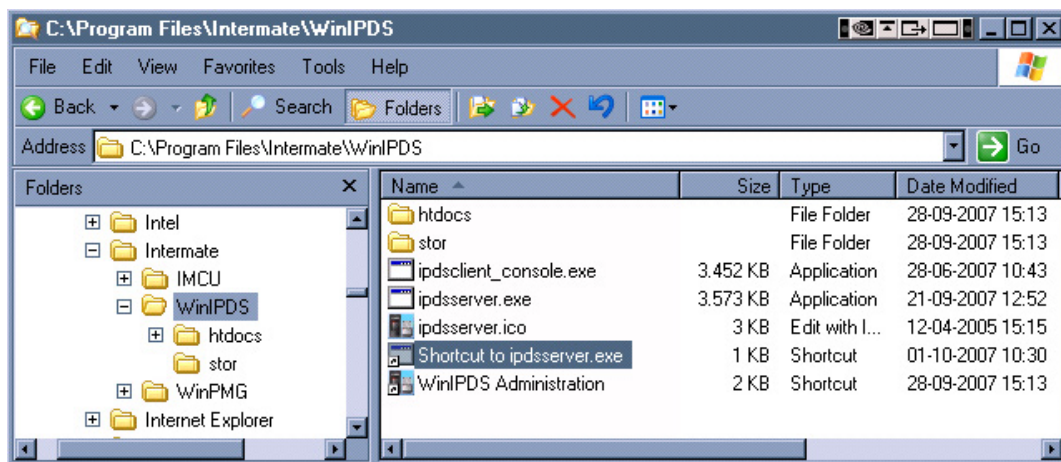 C:\Program Files\Intermate\WinIPDS
File Edit View Favorites Tools Help
Back Search Folders
Address C:\Program Files\Intermate\WinIPDS Go
Folders
Name Size Type Date Modified
Intel
Intermate
IMCU
WinIPDS
htdocs
stor
WinPMG
Internet Explorer
htdocs File Folder 28-09-2007 15:13
stor File Folder 28-09-2007 15:13
ipdsclient_console.exe 3.452 KB Application 28-06-2007 10:43
ipdsserver.exe 3.573 KB Application 21-09-2007 12:52
ipdsserver.ico 3 KB Edit with I... 12-04-2005 15:15
Shortcut to ipdsserver.exe 1 KB Shortcut 01-10-2007 10:30
WinIPDS Administration 2 KB Shortcut 28-09-2007 15:13